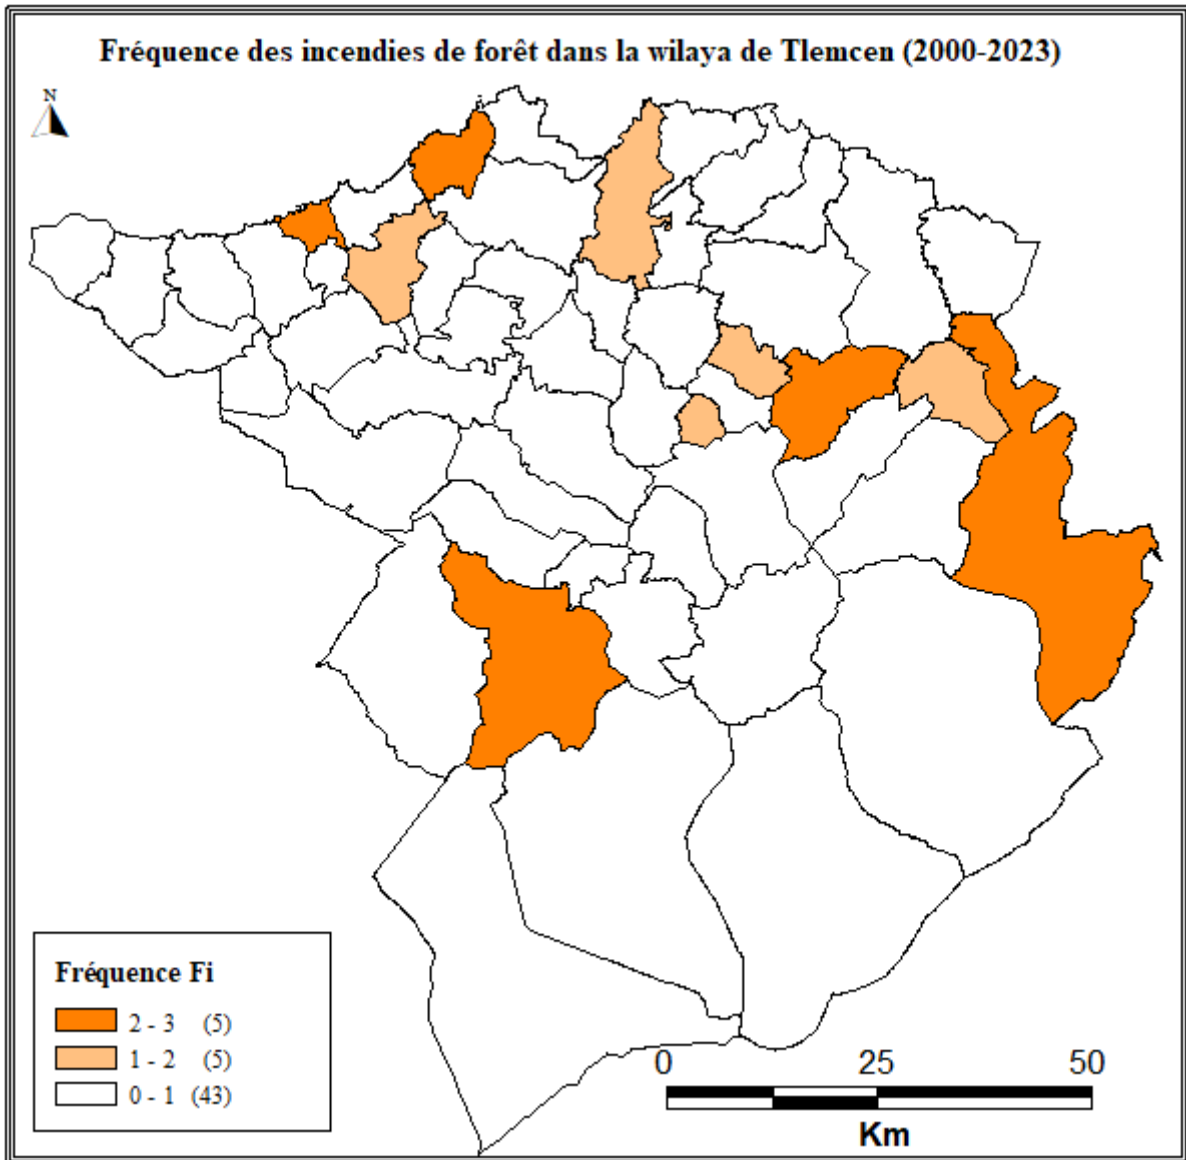 Fréquence des incendies de forêt dans la wilaya de Tlemcen (2000-2023)
N
Fréquence Fi
2 - 3 (5)
1 - 2 (5)
0 - 1 (43)
0 25 50
Km